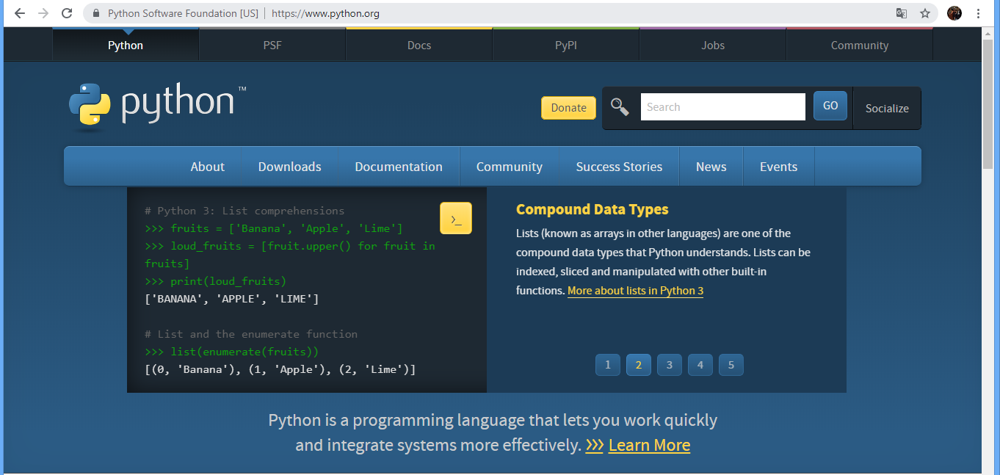 Python Software Foundation [US] | https://www.python.org
Python PSF Docs PyPI Jobs Community
python™
Donate Search GO Socialize
About Downloads Documentation Community Success Stories News Events
# Python 3: List comprehensions
>>> fruits = ['Banana', 'Apple', 'Lime']
>>> loud_fruits = [fruit.upper() for fruit in
fruits]
>>> print(loud_fruits)
['BANANA', 'APPLE', 'LIME']
# List and the enumerate function
>>> list(enumerate(fruits))
[(0, 'Banana'), (1, 'Apple'), (2, 'Lime')]
>_
Compound Data Types
Lists (known as arrays in other languages) are one of the
compound data types that Python understands. Lists can be
indexed, sliced and manipulated with other built-in
functions. More about lists in Python 3
1 2 3 4 5
Python is a programming language that lets you work quickly
and integrate systems more effectively. >>> Learn More